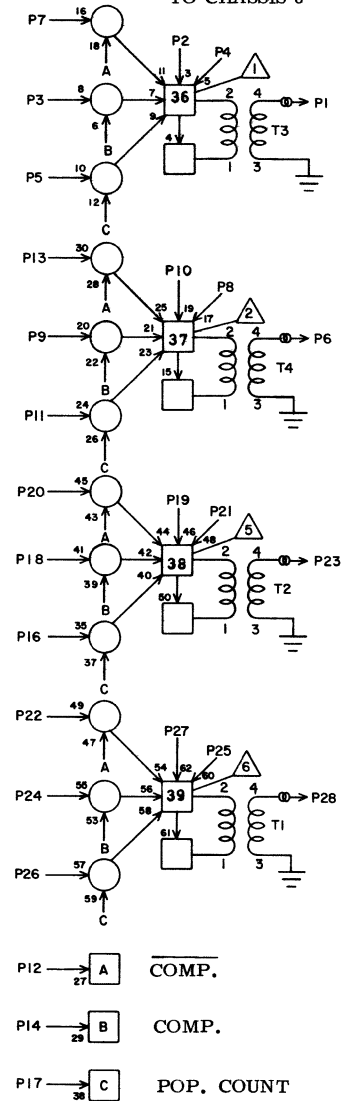 TO CHASSIS
P7 16
18
A
11
P2
3
P4
5
1
P3 8
7
36
2
4
P1
6
9
T3
B
4
1
3
P5 10
12
C
P13 30
28
A
25
P10
19
P8
17
2
P9 20
21
37
2
4
P6
22
23
T4
B
15
1
3
P11 24
26
C
P20 45
43
A
44
P19
46
P21
48
5
P18 41
42
38
2
4
P23
39
40
T2
B
50
1
3
P16 35
37
C
P22 49
47
A
54
P27
62
P25
60
6
P24 55
56
39
2
4
P28
53
58
T1
B
61
1
3
P26 57
59
C
P12 27 A COMP.
P14 29 B COMP.
P17 38 C POP. COUNT